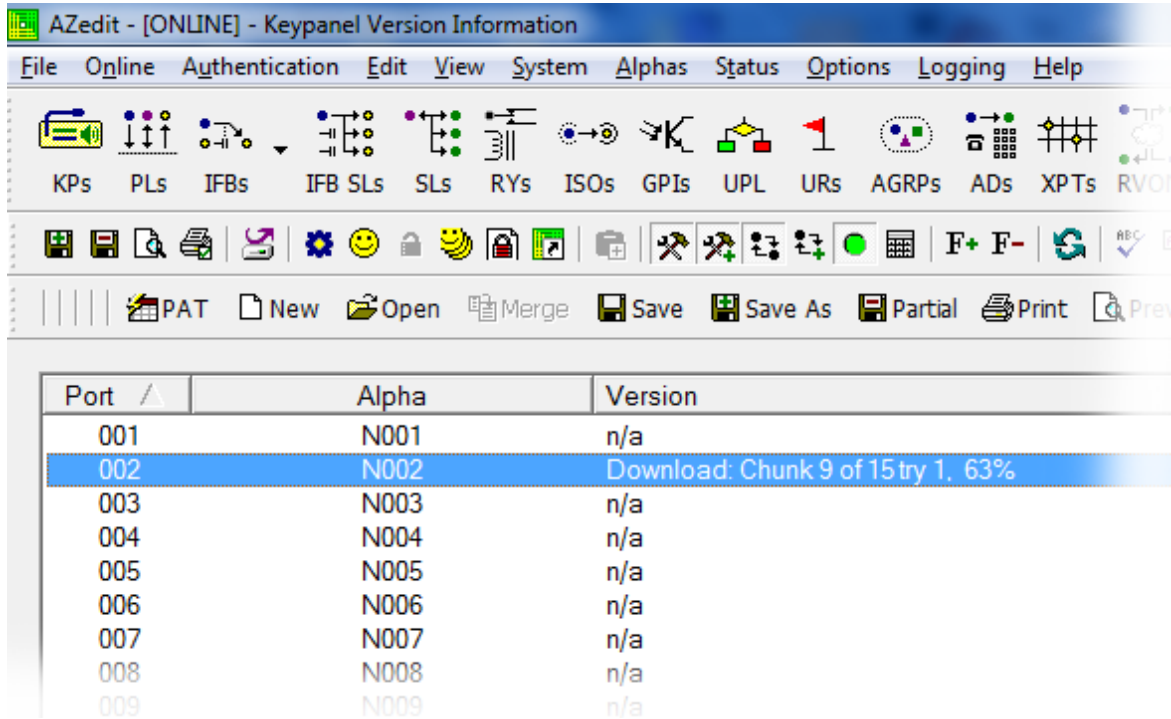 AZedit - [ONLINE] - Keypanel Version Information
File Online Authentication Edit View System Alphas Status Options Logging Help
KPs PLs IFBs IFB SLs SLs RYs ISOs GPIs UPL URs AGRPs ADs XPTs
F+ F- ABC
PAT New Open Merge Save Save As Partial Print
Port Alpha Version
001 N001 n/a
002 N002 Download: Chunk 9 of 15 try 1, 63%
003 N003 n/a
004 N004 n/a
005 N005 n/a
006 N006 n/a
007 N007 n/a
008 N008 n/a
009 N009 n/a